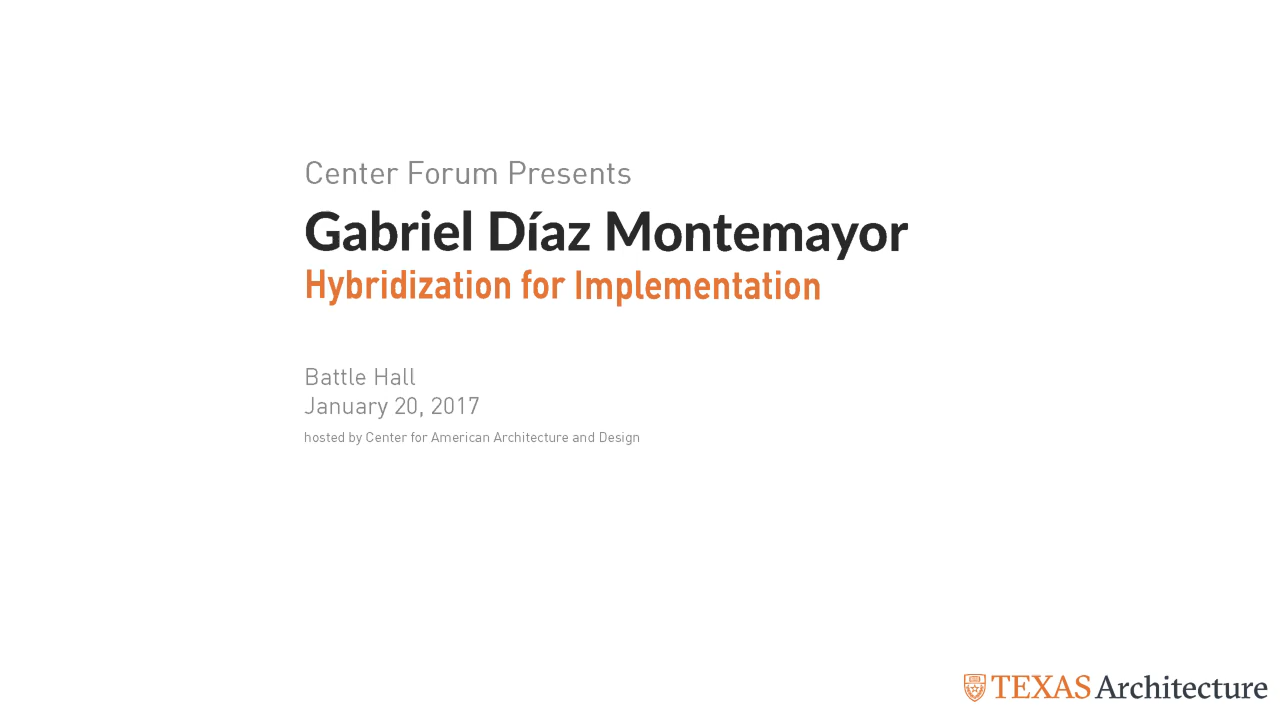 Center Forum Presents
Gabriel Díaz Montemayor
Hybridization for Implementation
Battle Hall
January 20, 2017
hosted by Center for American Architecture and Design
TEXAS Architecture